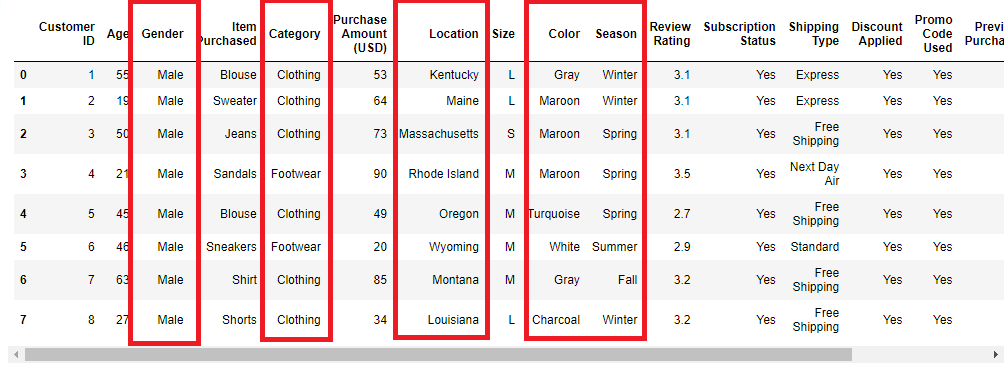 Customer ID Age Gender Item Purchased Category Purchase Amount (USD) Location Size Color Season Review Rating Subscription Status Shipping Type Discount Applied Promo Code Used
0 1 55 Male Blouse Clothing 53 Kentucky L Gray Winter 3.1 Yes Express Yes Yes
1 2 19 Male Sweater Clothing 64 Maine L Maroon Winter 3.1 Yes Express Yes Yes
2 3 50 Male Jeans Clothing 73 Massachusetts S Maroon Spring 3.1 Yes Free Shipping Yes Yes
3 4 21 Male Sandals Footwear 90 Rhode Island M Maroon Spring 3.5 Yes Next Day Air Yes Yes
4 5 45 Male Blouse Clothing 49 Oregon M Turquoise Spring 2.7 Yes Free Shipping Yes Yes
5 6 46 Male Sneakers Footwear 20 Wyoming M White Summer 2.9 Yes Standard Yes Yes
6 7 63 Male Shirt Clothing 85 Montana M Gray Fall 3.2 Yes Free Shipping Yes Yes
7 8 27 Male Shorts Clothing 34 Louisiana L Charcoal Winter 3.2 Yes Free Shipping Yes Yes